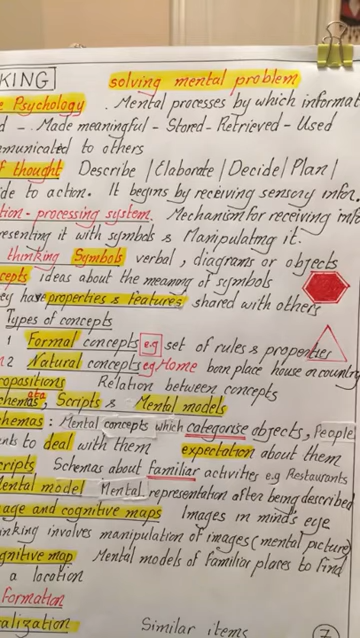 KING solving mental problem
e Psychology . Mental processes by which informat
d - . Made meaningful - Stored - Retrieved - Used
mmunicated to others
f thought Describe | Elaborate | Decide | Plan |
ide to action. It begins by receiving sensory infor.
tion-processing system. Mechanism for receiving info
resenting it with symbols & Manipulating it.
thinking Symbols verbal, diagrams or objects
cepts ideas about the meaning of symbols
ey have properties & features shared with others
Types of concepts
1 Formal concepts e.g set of rules & properties
2 Natural concepts eg Home born place house or country
ropositions Relation between concepts
chemas, Scripts & Mental models
hemas : Mental concepts which categorise objects, People
nts to deal with them expectation about them
cripts Schemas about familiar activities e.g Restaurants
Mental model Mental representation after being described
age and cognitive maps Images in mind's eye
inking involves manipulation of images (mental picture)
gnitive map Mental models of familiar places to find
a location
formation
alization Similar items 7